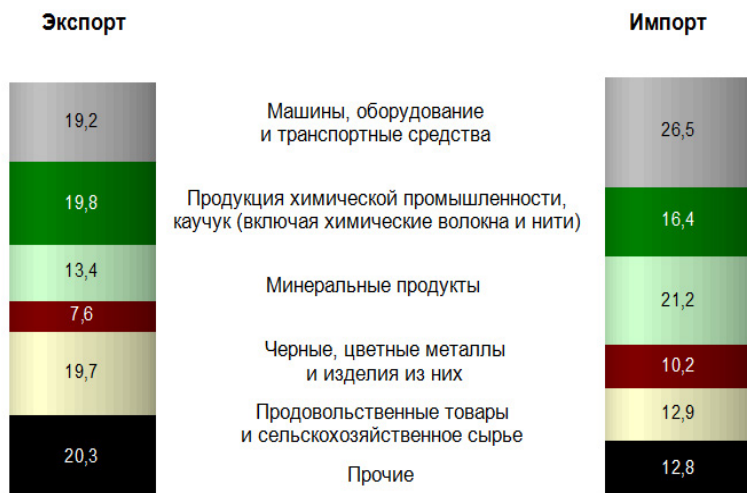 Экспорт
Импорт
19,2
Машины, оборудование
и транспортные средства
26,5
19,8
Продукция химической промышленности,
каучук (включая химические волокна и нити)
16,4
13,4
Минеральные продукты
21,2
7,6
Черные, цветные металлы
и изделия из них
10,2
19,7
Продовольственные товары
и сельскохозяйственное сырье
12,9
20,3
Прочие
12,8